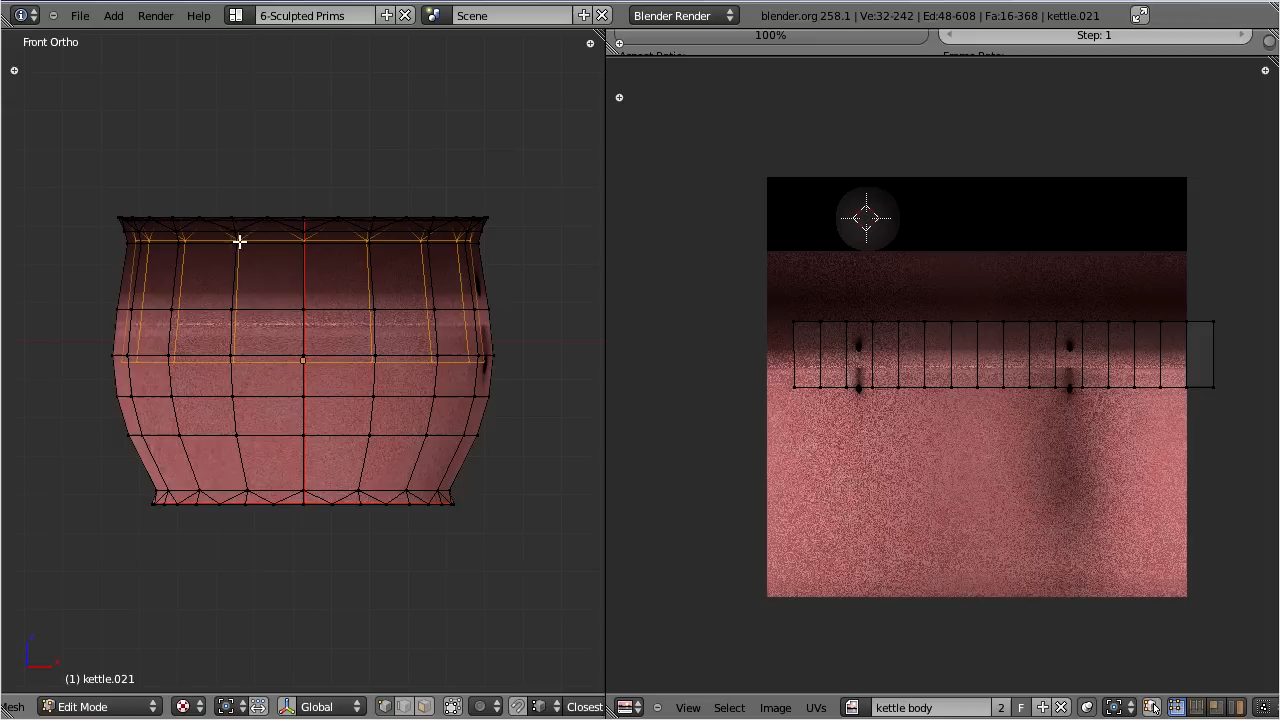 File Add Render Help 6-Sculpted Prims Scene Blender Render blender.org 258.1 | Ve:32-242 | Ed:48-608 | Fa:16-368 | kettle.021
Front Ortho
100% Step: 1
(1) kettle.021
Mesh Edit Mode Global Closest View Select Image UVs kettle body 2 F